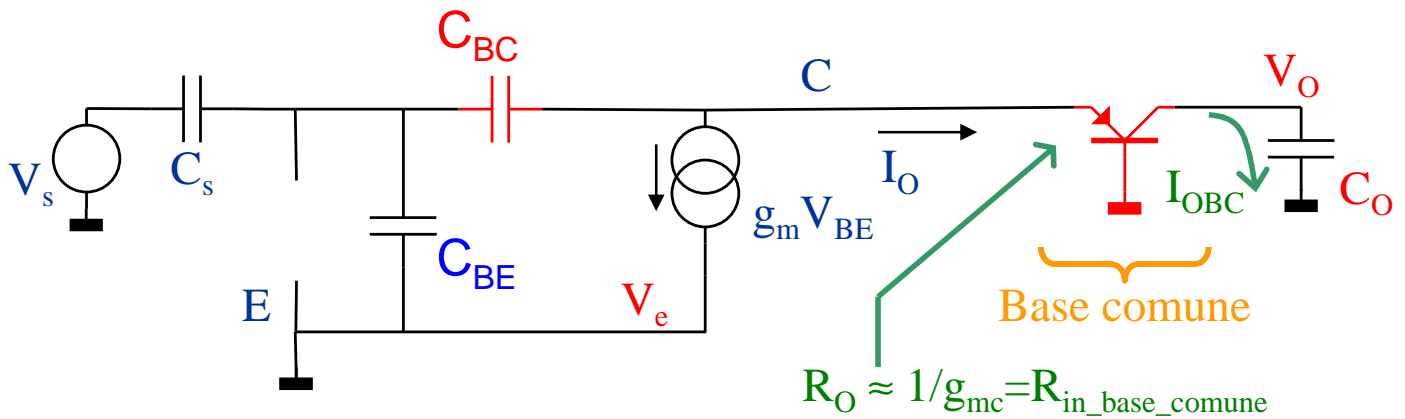 C_BC
C
V_O
V_s
C_s
I_O
I_OBC
C_O
g_mV_BE
C_BE
E
V_e
Base comune
R_O ≈ 1/g_mc=R_in_base_comune